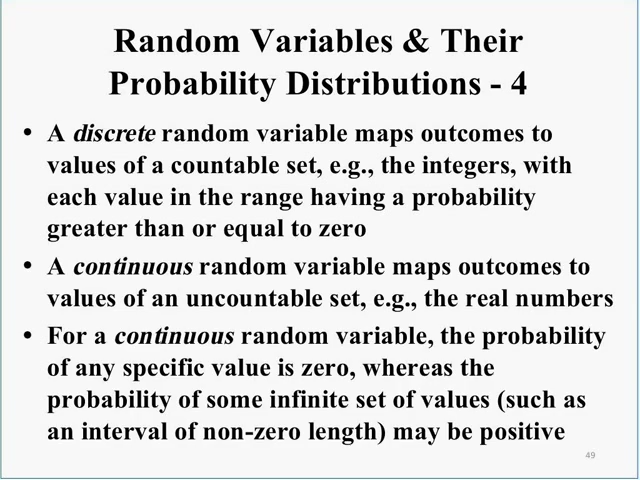 Random Variables & Their
Probability Distributions - 4
• A discrete random variable maps outcomes to
values of a countable set, e.g., the integers, with
each value in the range having a probability
greater than or equal to zero
• A continuous random variable maps outcomes to
values of an uncountable set, e.g., the real numbers
• For a continuous random variable, the probability
of any specific value is zero, whereas the
probability of some infinite set of values (such as
an interval of non-zero length) may be positive
49